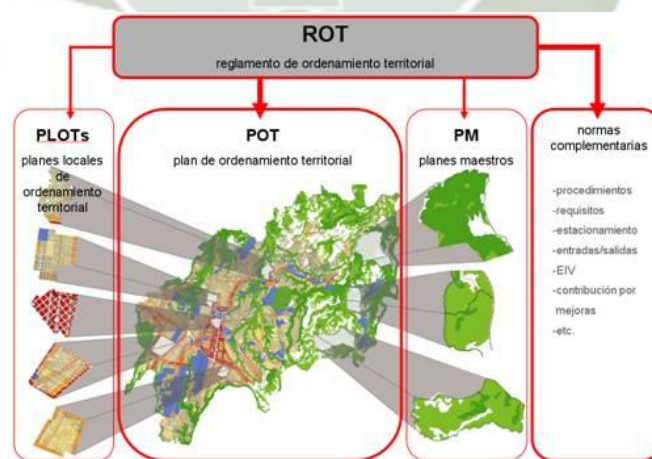 ROT
reglamento de ordenamiento territorial
PLOTs
planes locales
de
ordenamiento
territorial
POT
plan de ordenamiento territorial
PM
planes maestros
normas
complementarias
-procedimientos
-requisitos
-estacionamiento
-entradas/salidas
-EIV
-contribución por
mejoras
-etc.